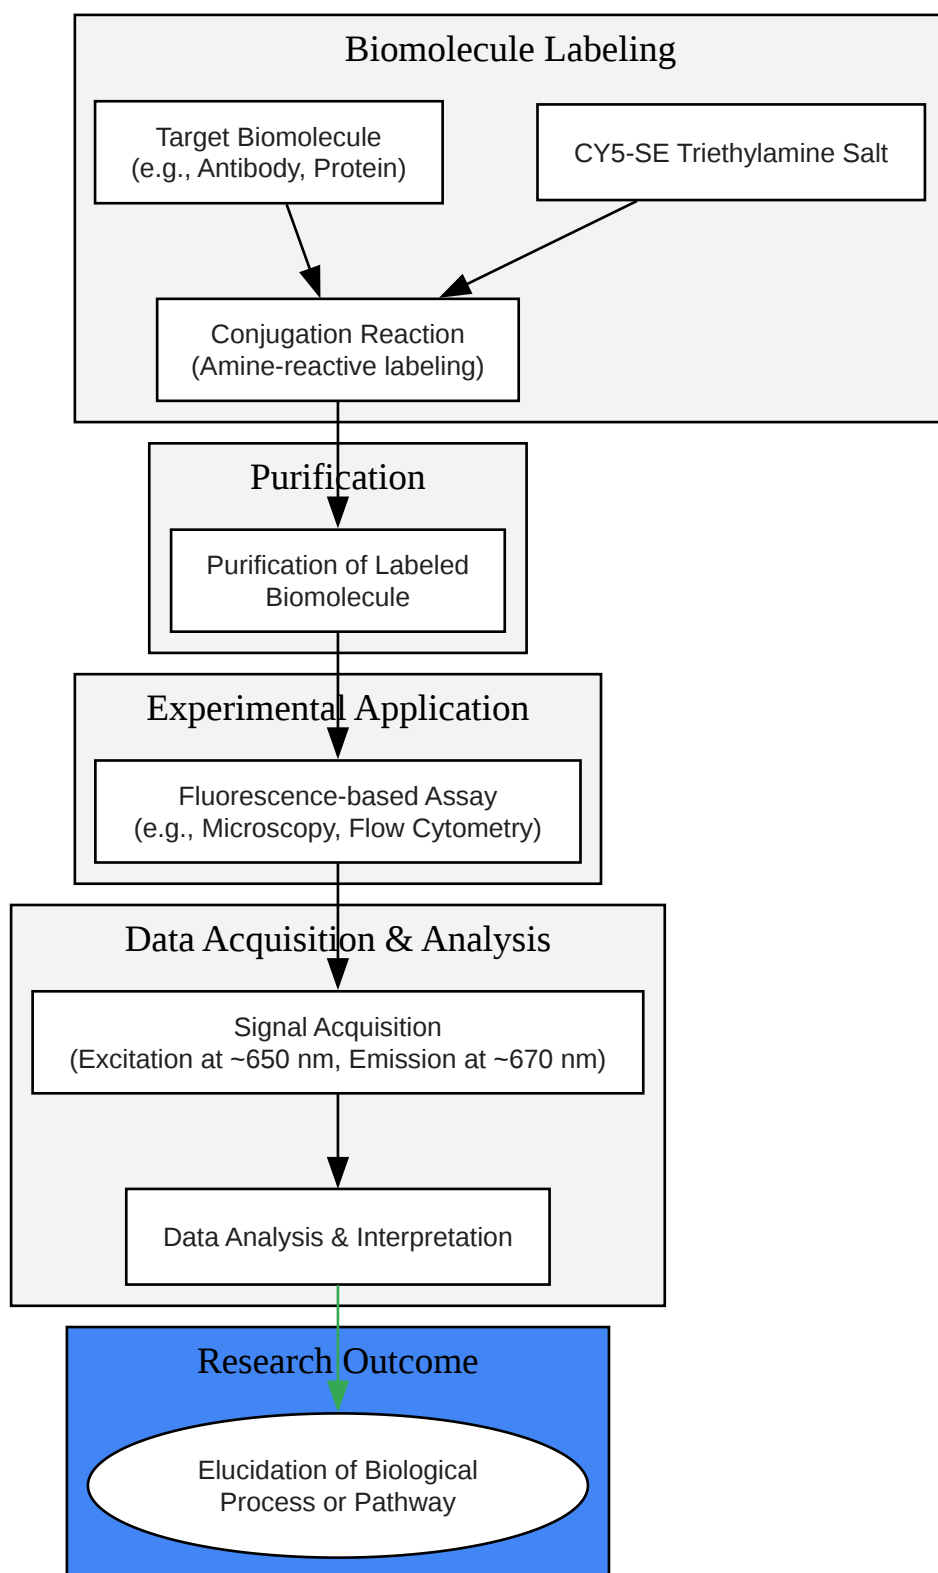 Biomolecule Labeling
Target Biomolecule
(e.g., Antibody, Protein)
CY5-SE Triethylamine Salt
Conjugation Reaction
(Amine-reactive labeling)
Purification
Purification of Labeled
Biomolecule
Experimental Application
Fluorescence-based Assay
(e.g., Microscopy, Flow Cytometry)
Data Acquisition & Analysis
Signal Acquisition
(Excitation at ~650 nm, Emission at ~670 nm)
Data Analysis & Interpretation
Research Outcome
Elucidation of Biological
Process or Pathway